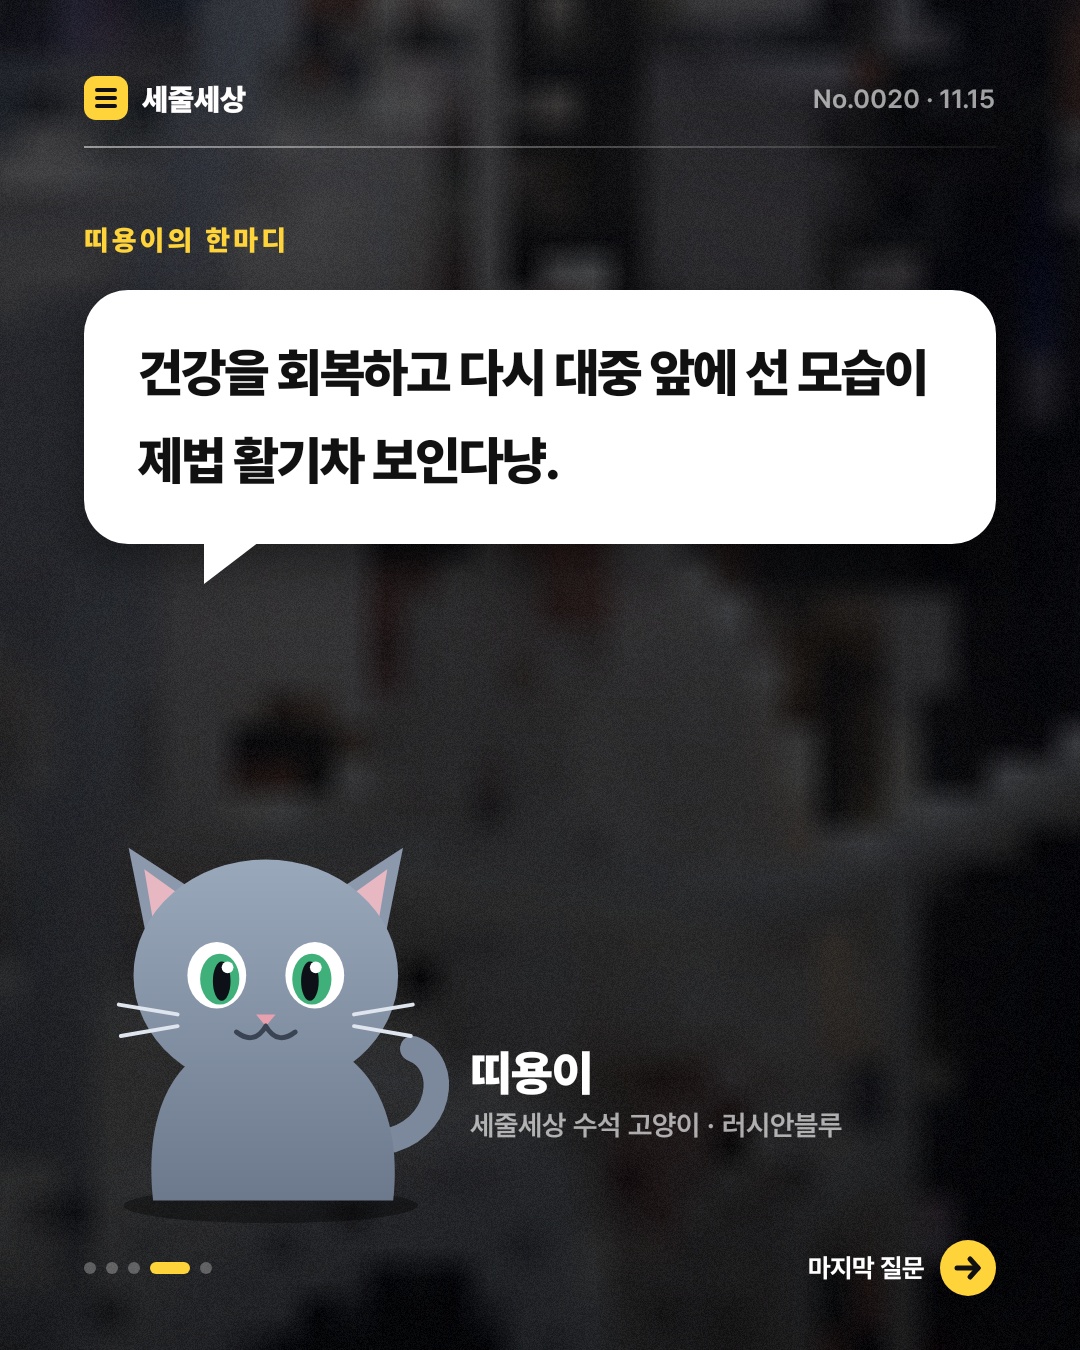 세줄세상
No.0020 · 11.15
띠용이의 한마디
건강을 회복하고 다시 대중 앞에 선 모습이
제법 활기차 보인다냥.
띠용이
세줄세상 수석 고양이 · 러시안블루
마지막 질문